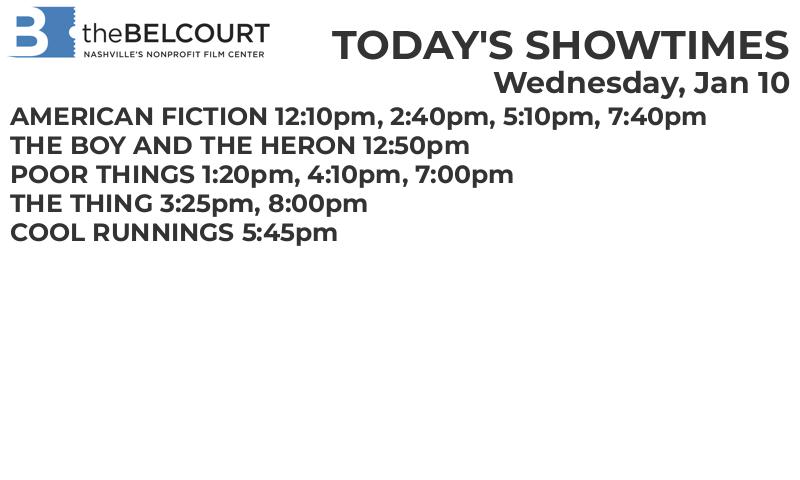 B theBELCOURT
NASHVILLE'S NONPROFIT FILM CENTER
TODAY'S SHOWTIMES
Wednesday, Jan 10
AMERICAN FICTION 12:10pm, 2:40pm, 5:10pm, 7:40pm
THE BOY AND THE HERON 12:50pm
POOR THINGS 1:20pm, 4:10pm, 7:00pm
THE THING 3:25pm, 8:00pm
COOL RUNNINGS 5:45pm